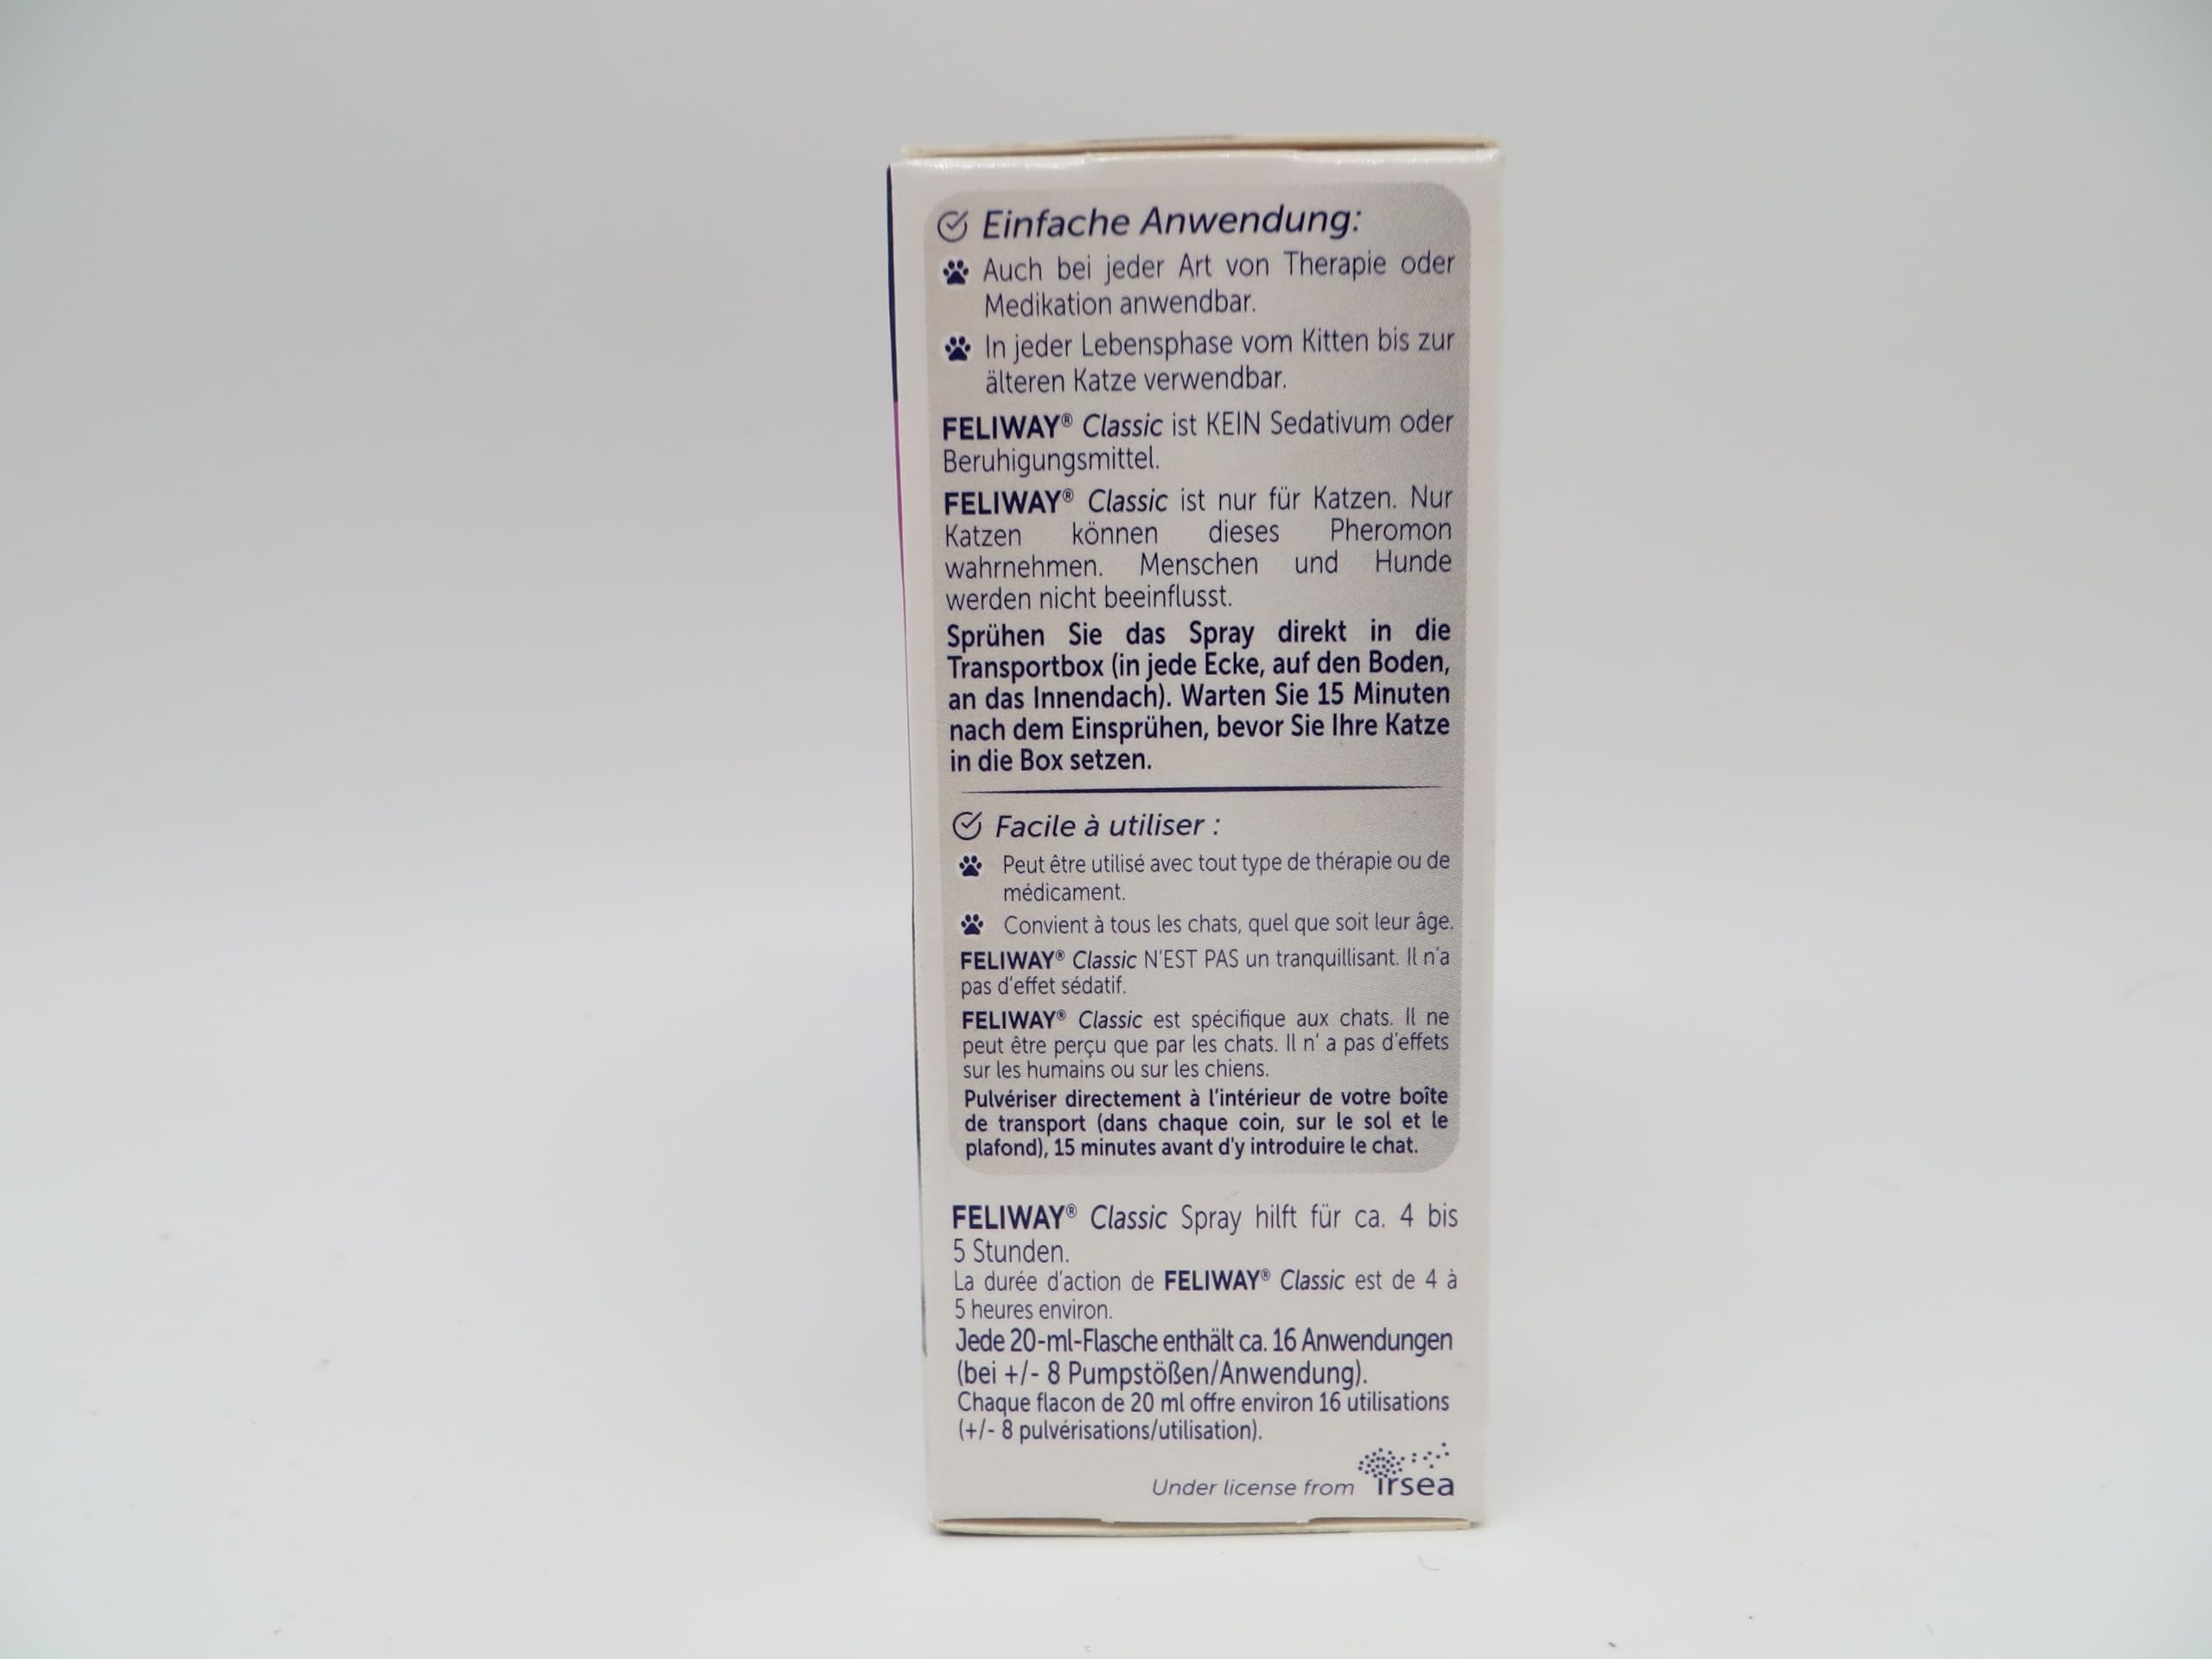 Einfache Anwendung:
Auch bei jeder Art von Therapie oder
Medikation anwendbar.
In jeder Lebensphase vom Kitten bis zur
älteren Katze verwendbar.
FELIWAY® Classic ist KEIN Sedativum oder
Beruhigungsmittel.
FELIWAY® Classic ist nur für Katzen. Nur
Katzen können dieses Pheromon
wahrnehmen. Menschen und Hunde
werden nicht beeinflusst.
Sprühen Sie das Spray direkt in die
Transportbox (in jede Ecke, auf den Boden,
an das Innendach). Warten Sie 15 Minuten
nach dem Einsprühen, bevor Sie Ihre Katze
in die Box setzen.
Facile à utiliser :
Peut être utilisé avec tout type de thérapie ou de
médicament.
Convient à tous les chats, quel que soit leur âge.
FELIWAY® Classic N'EST PAS un tranquillisant. Il n'a
pas d'effet sédatif.
FELIWAY® Classic est spécifique aux chats. Il ne
peut être perçu que par les chats. Il n' a pas d'effets
sur les humains ou sur les chiens.
Pulvériser directement à l'intérieur de votre boîte
de transport (dans chaque coin, sur le sol et le
plafond), 15 minutes avant d'y introduire le chat.
FELIWAY® Classic Spray hilft für ca. 4 bis
5 Stunden.
La durée d'action de FELIWAY® Classic est de 4 à
5 heures environ.
Jede 20-ml-Flasche enthält ca. 16 Anwendungen
(bei +/- 8 Pumpstößen/Anwendung).
Chaque flacon de 20 ml offre environ 16 utilisations
(+/- 8 pulvérisations/utilisation).
Under license from irsea